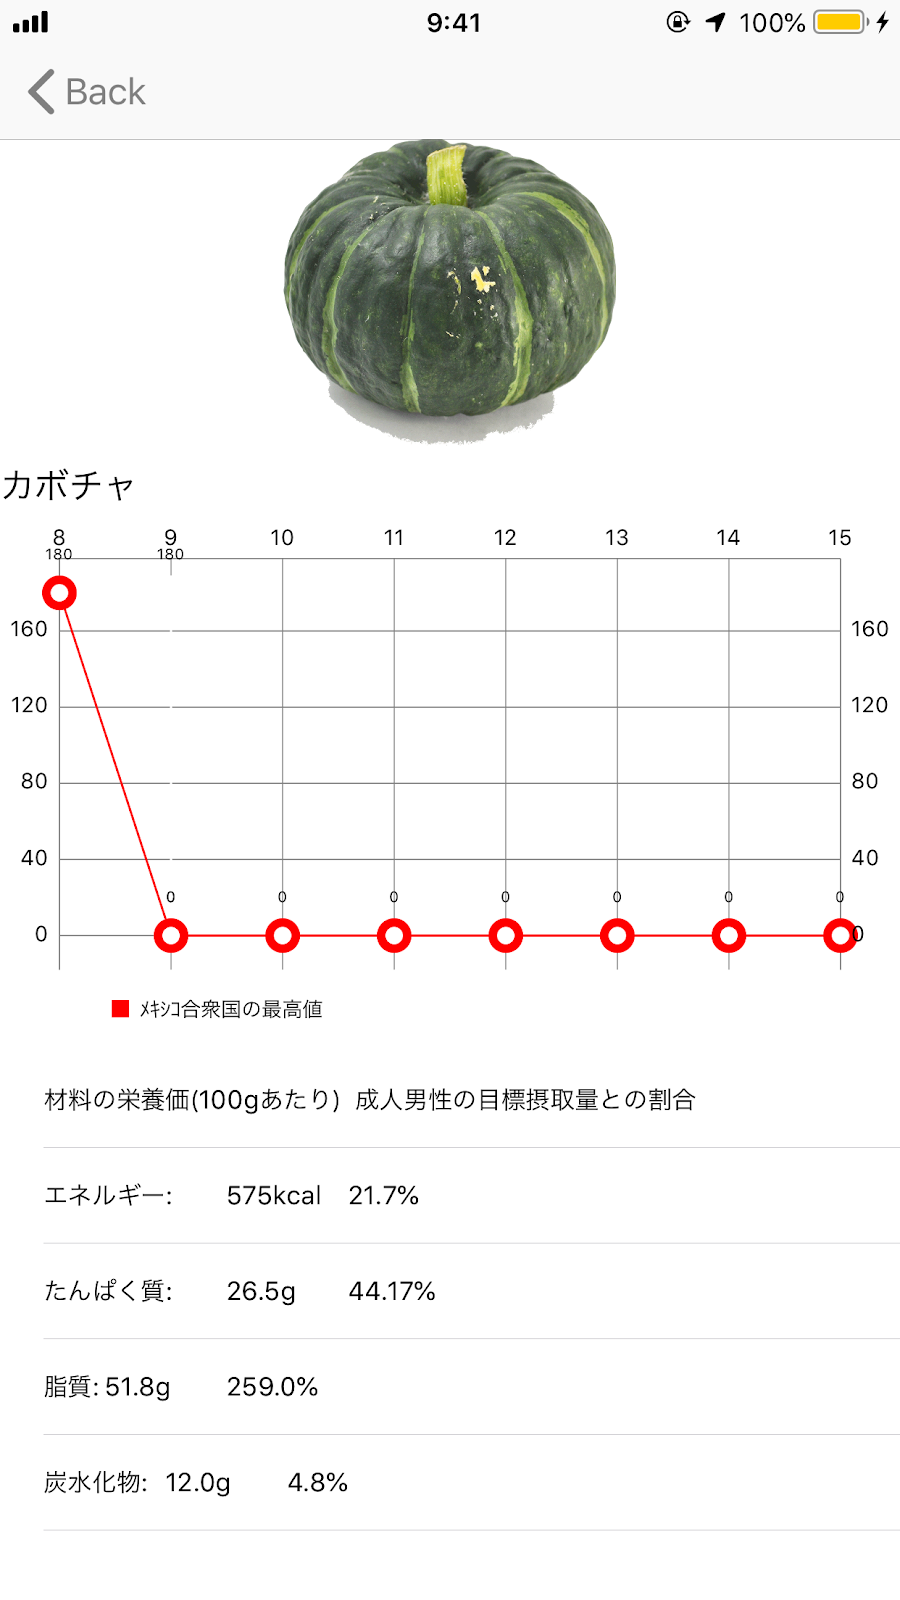 9:41 100%
Back
カボチャ
8 9 10 11 12 13 14 15
180 180
160 160
120 120
80 80
40 40
0 0 0 0 0 0 0
0 0
ﾒｷｼｺ合衆国の最高値
材料の栄養価(100gあたり) 成人男性の目標摂取量との割合
エネルギー: 575kcal 21.7%
たんぱく質: 26.5g 44.17%
脂質: 51.8g 259.0%
炭水化物: 12.0g 4.8%